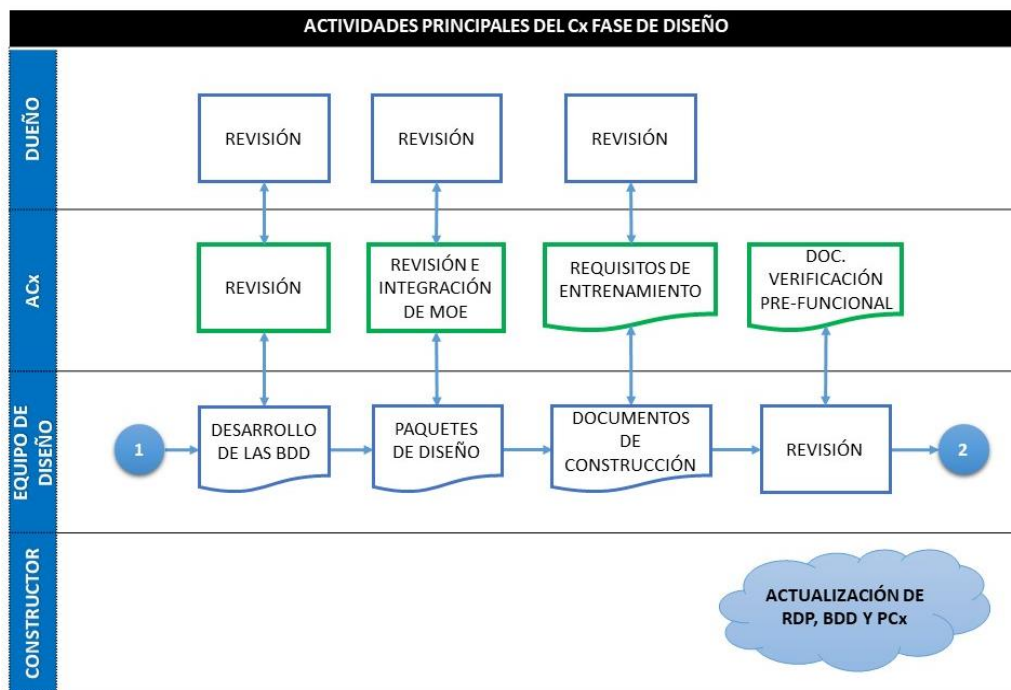 ACTIVIDADES PRINCIPALES DEL Cx FASE DE DISEÑO
DUEÑO
REVISIÓN
REVISIÓN
REVISIÓN
ACx
REVISIÓN
REVISIÓN E
INTEGRACIÓN
DE MOE
REQUISITOS DE
ENTRENAMIENTO
DOC.
VERIFICACIÓN
PRE-FUNCIONAL
EQUIPO DE
DISEÑO
1
DESARROLLO
DE LAS BDD
PAQUETES
DE DISEÑO
DOCUMENTOS
DE
CONSTRUCCIÓN
REVISIÓN
2
CONSTRUCTOR
ACTUALIZACIÓN DE
RDP, BDD Y PCx